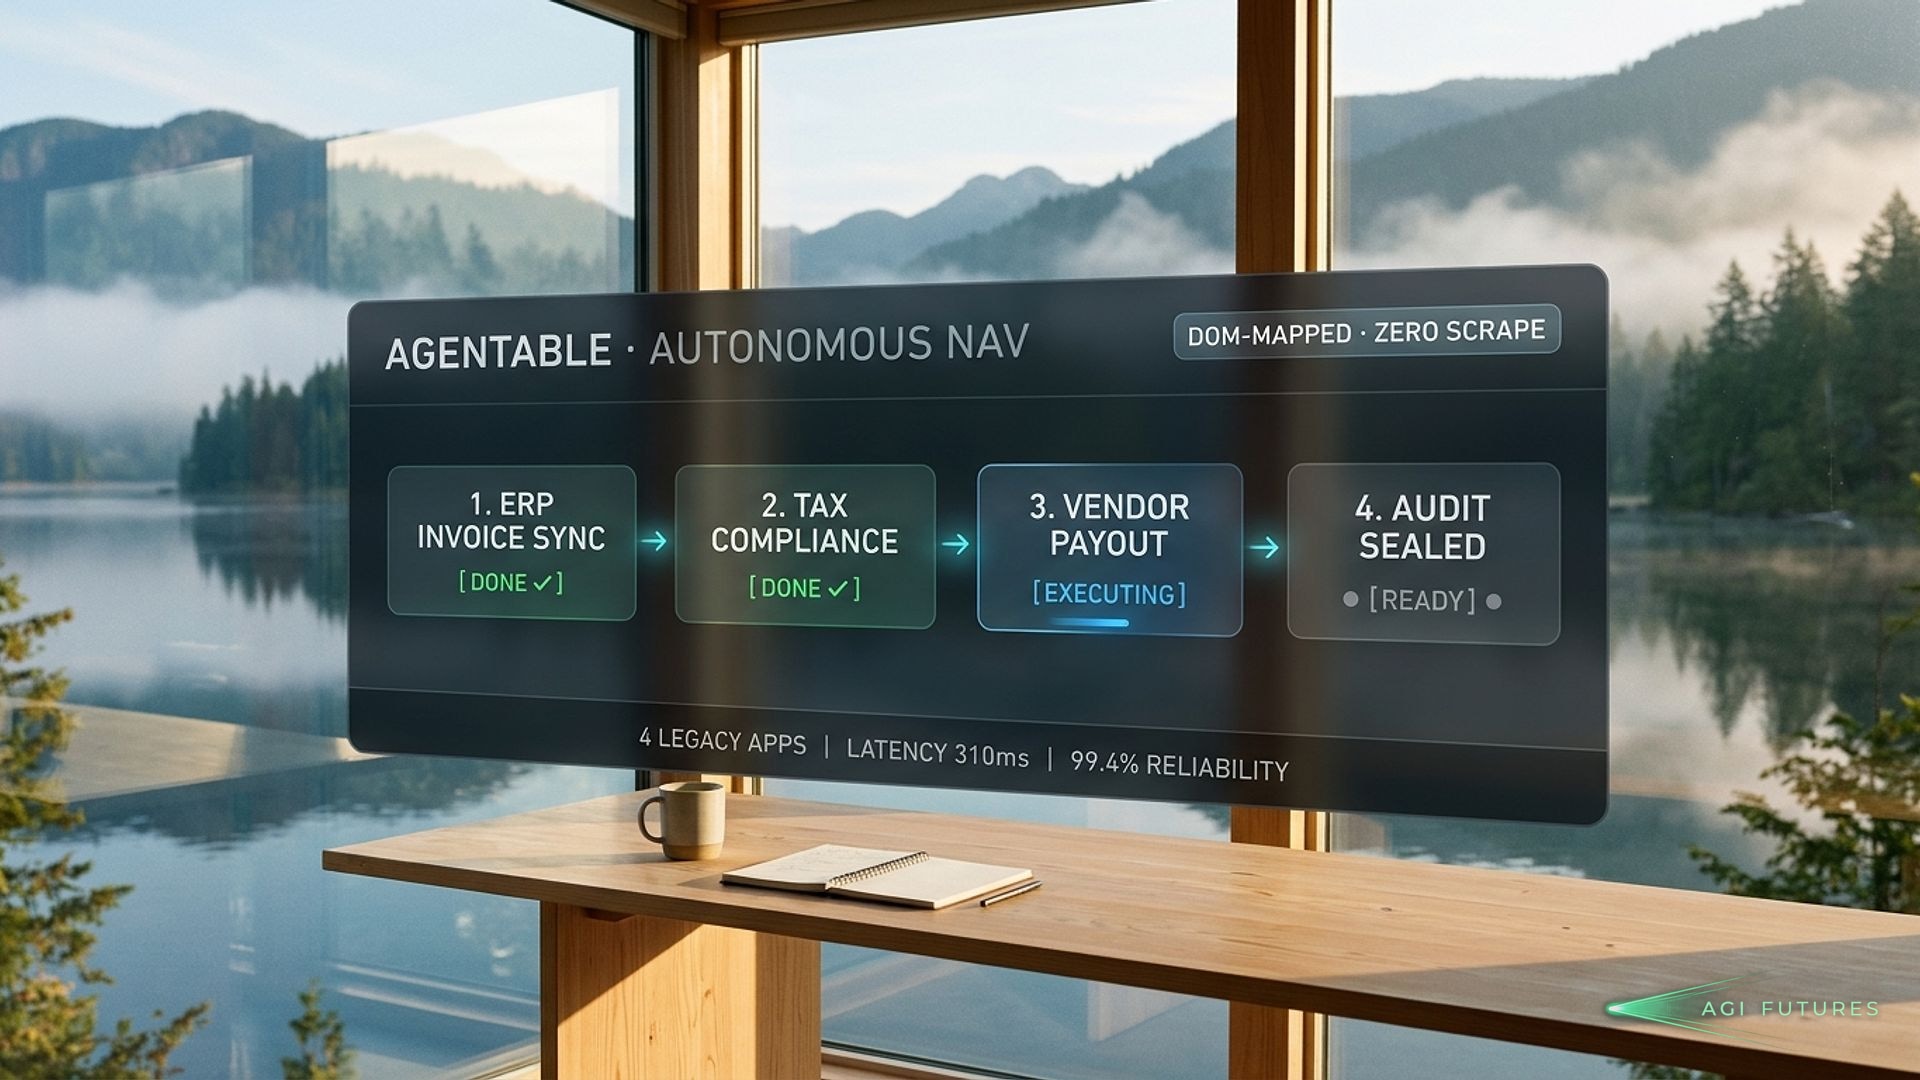 AGENTABLE · AUTONOMOUS NAV
DOM-MAPPED · ZERO SCRAPE
1. ERP
INVOICE SYNC
[ DONE ✓ ]
2. TAX
COMPLIANCE
[ DONE ✓ ]
3. VENDOR
PAYOUT
[EXECUTING]
4. AUDIT
SEALED
• [READY] •
4 LEGACY APPS | LATENCY 310ms | 99.4% RELIABILITY
AGI FUTURES